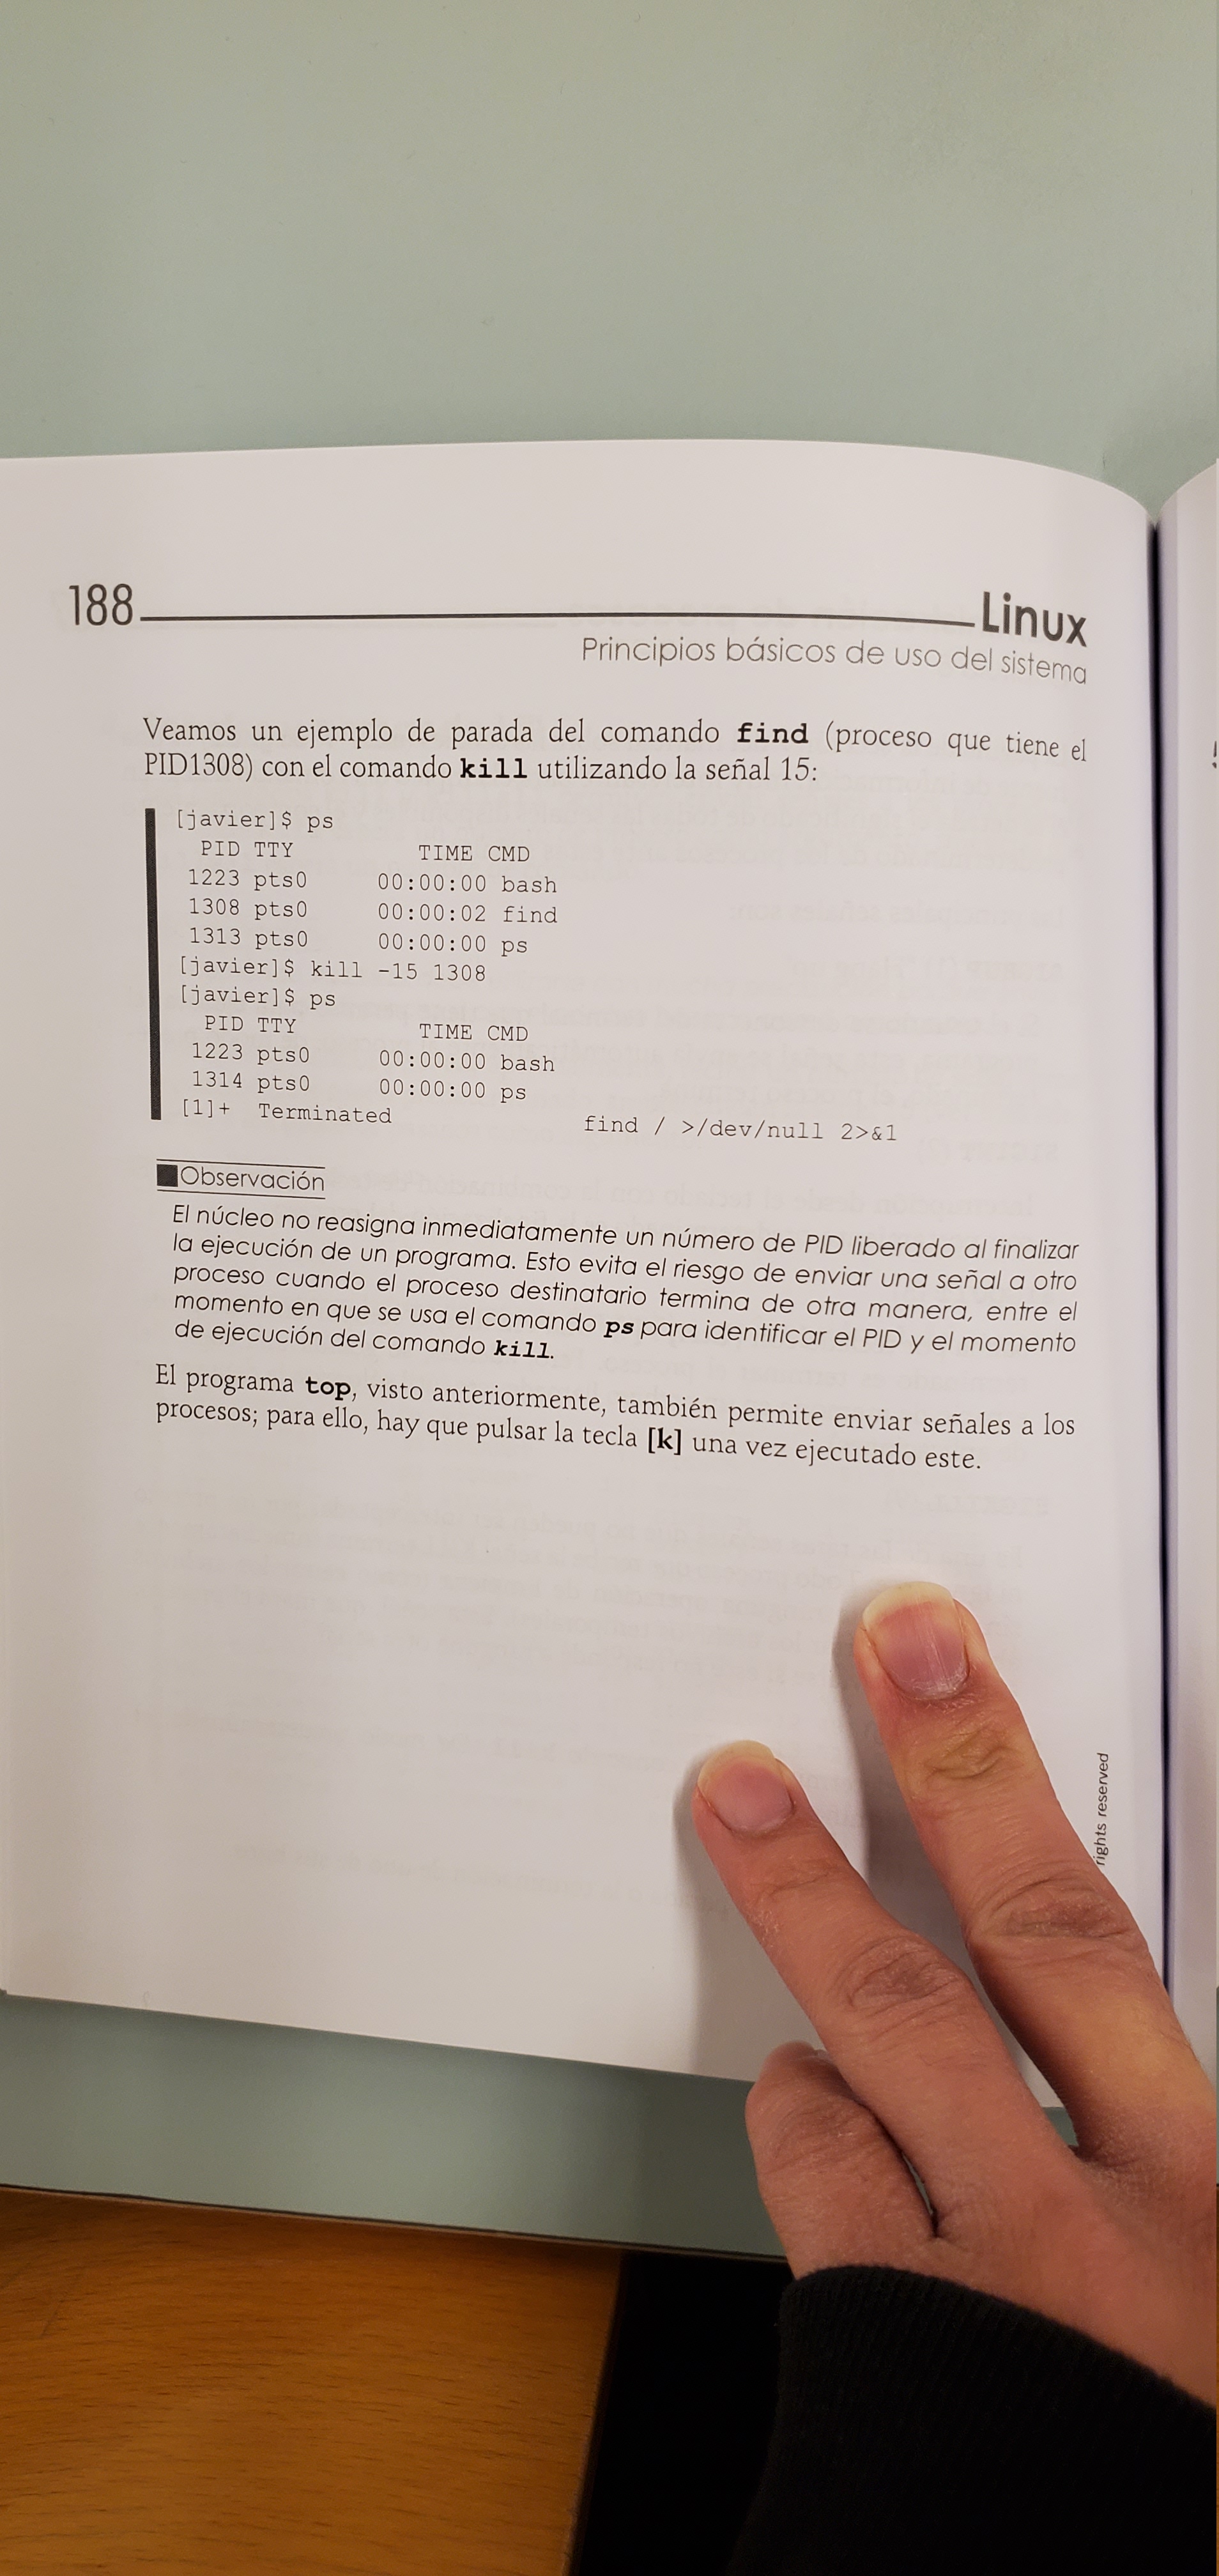 188 Linux
Principios básicos de uso del sistema
Veamos un ejemplo de parada del comando find (proceso que tiene el
PID1308) con el comando kill utilizando la señal 15:
[javier]$ ps
PID TTY TIME CMD
1223 pts0 00:00:00 bash
1308 pts0 00:00:02 find
1313 pts0 00:00:00 ps
[javier]$ kill -15 1308
[javier]$ ps
PID TTY TIME CMD
1223 pts0 00:00:00 bash
1314 pts0 00:00:00 ps
[1]+ Terminated find / >/dev/null 2>&1
Observación
El núcleo no reasigna inmediatamente un número de PID liberado al finalizar
la ejecución de un programa. Esto evita el riesgo de enviar una señal a otro
proceso cuando el proceso destinatario termina de otra manera, entre el
momento en que se usa el comando ps para identificar el PID y el momento
de ejecución del comando kill.
El programa top, visto anteriormente, también permite enviar señales a los
procesos; para ello, hay que pulsar la tecla [k] una vez ejecutado este.
rights reserved